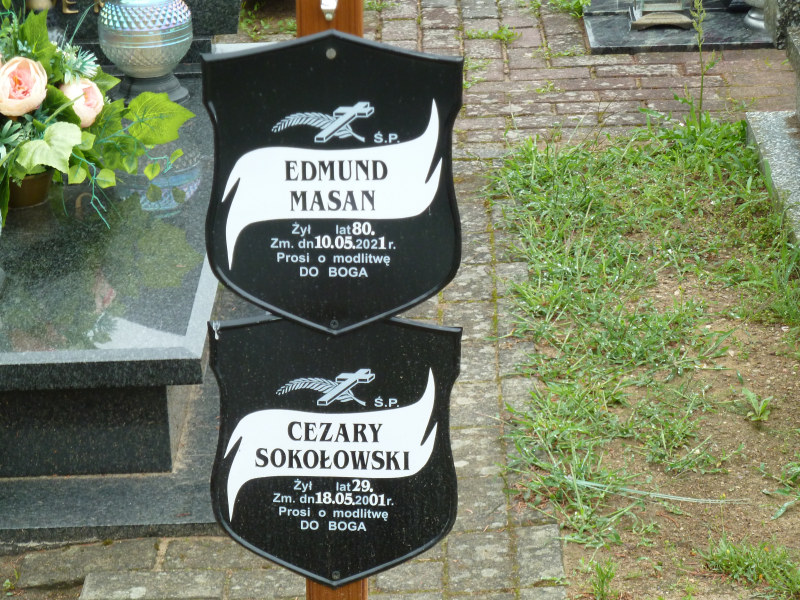 Ś.P.
EDMUND
MASAN
Żył lat 80.
Zm. dn 10.05.2021 r.
Prosi o modlitwę
DO BOGA
Ś.P.
CEZARY
SOKOŁOWSKI
Żył lat 29.
Zm. dn 18.05.2001 r.
Prosi o modlitwę
DO BOGA